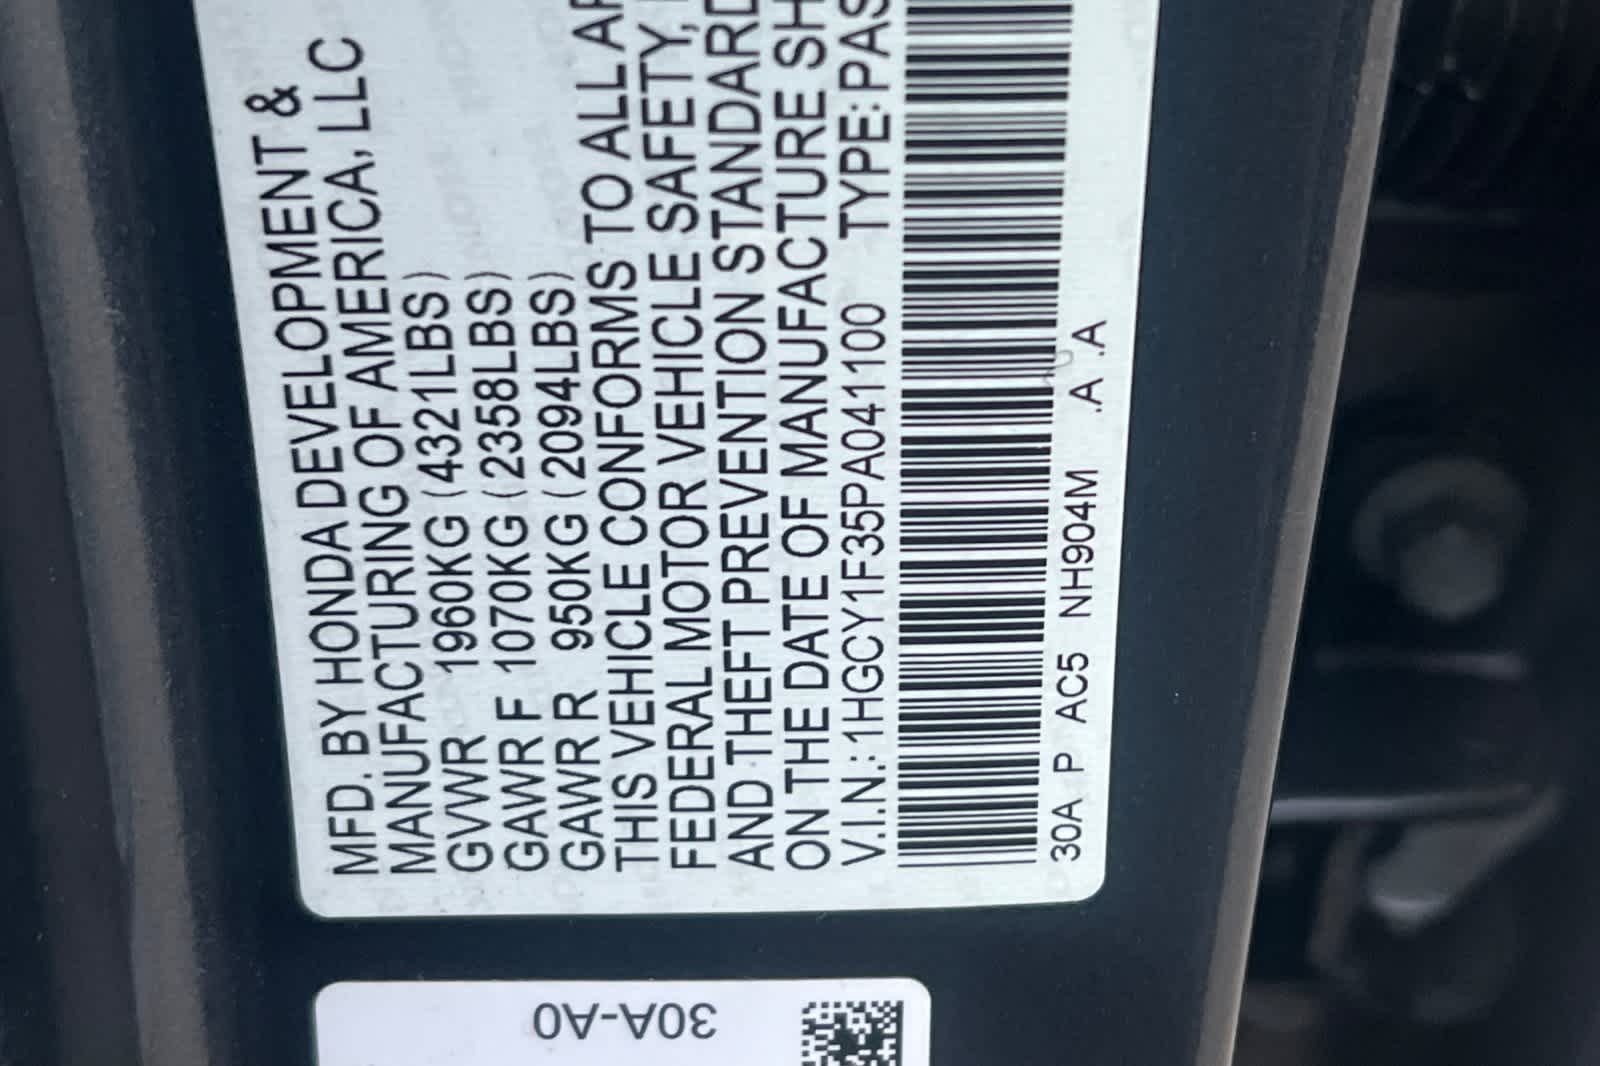 MFD. BY HONDA DEVELOPMENT &
MANUFACTURING OF AMERICA, LLC
GVWR 1960KG (4321LBS)
GAWR F 1070KG (2358LBS)
GAWR R 950KG (2094LBS)
THIS VEHICLE CONFORMS TO ALL
FEDERAL MOTOR VEHICLE SAFETY,
AND THEFT PREVENTION STANDARD
ON THE DATE OF MANUFACTURE SH
V.I.N.: 1HGCY1F35PA041100 TYPE: PAS
30A P AC5 NH904M .A .A
30A-A0